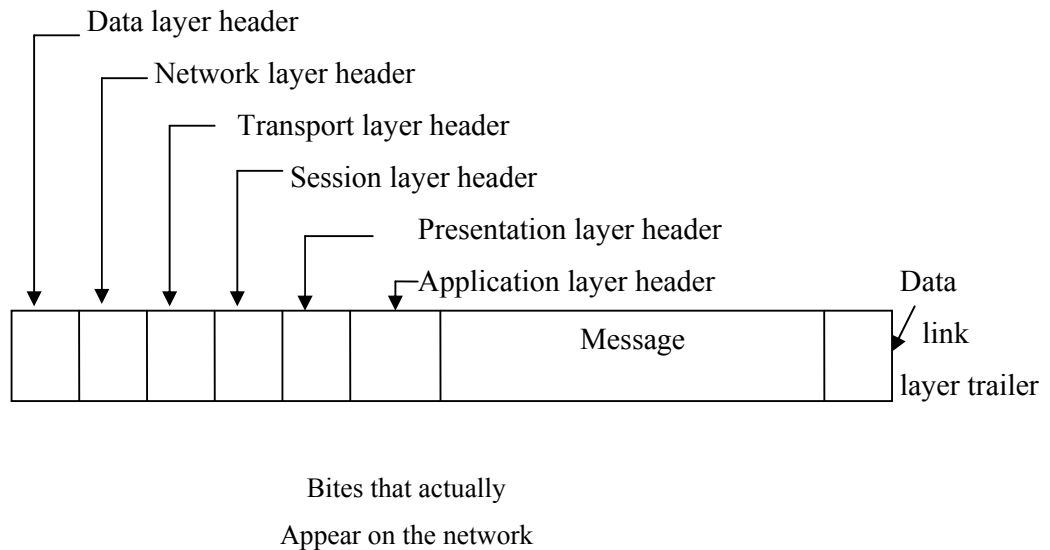 Data layer header
Network layer header
Transport layer header
Session layer header
Presentation layer header
Application layer header
Data
link
layer trailer
Message
Bites that actually
Appear on the network